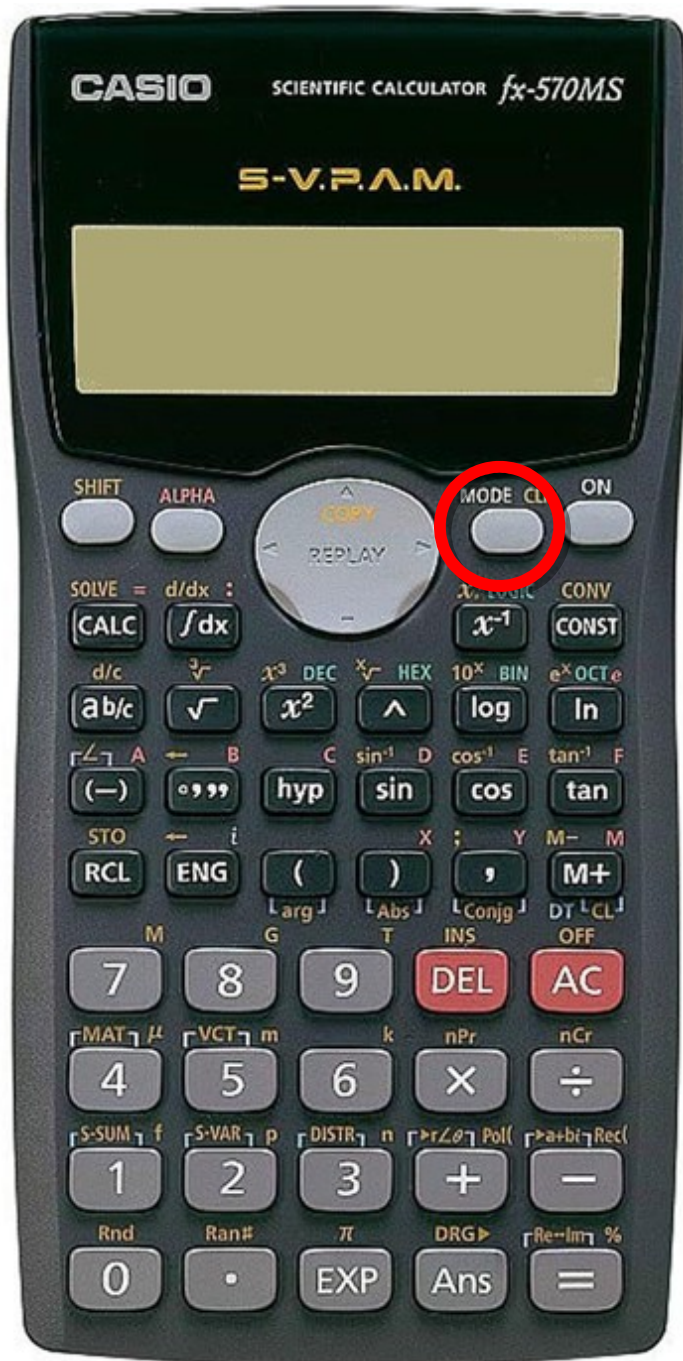 CASIO SCIENTIFIC CALCULATOR fx-570MS
S-V.P.A.M.
SHIFT ALPHA COPY MODE ON
REPLAY
SOLVE = d/dx : CONV
CALC ∫dx x⁻¹ CONST
d/c ³√ x³ DEC ˣ√ HEX 10ˣ BIN eˣ OCT e
ab/c √ x² ^ log ln
∠ A ← B C sin⁻¹ D cos⁻¹ E tan⁻¹ F
(−) °,,, hyp sin cos tan
STO ← i X ; Y M− M
RCL ENG ( ) , M+
arg Abs Conjg DT CL
M G T INS OFF
7 8 9 DEL AC
MAT μ VCT m k nPr nCr
4 5 6 × ÷
S-SUM f S-VAR p DISTR n ▸r∠θ Pol( ▸a+bi Rec(
1 2 3 + −
Rnd Ran# π DRG▸ Re↔Im %
0 • EXP Ans =